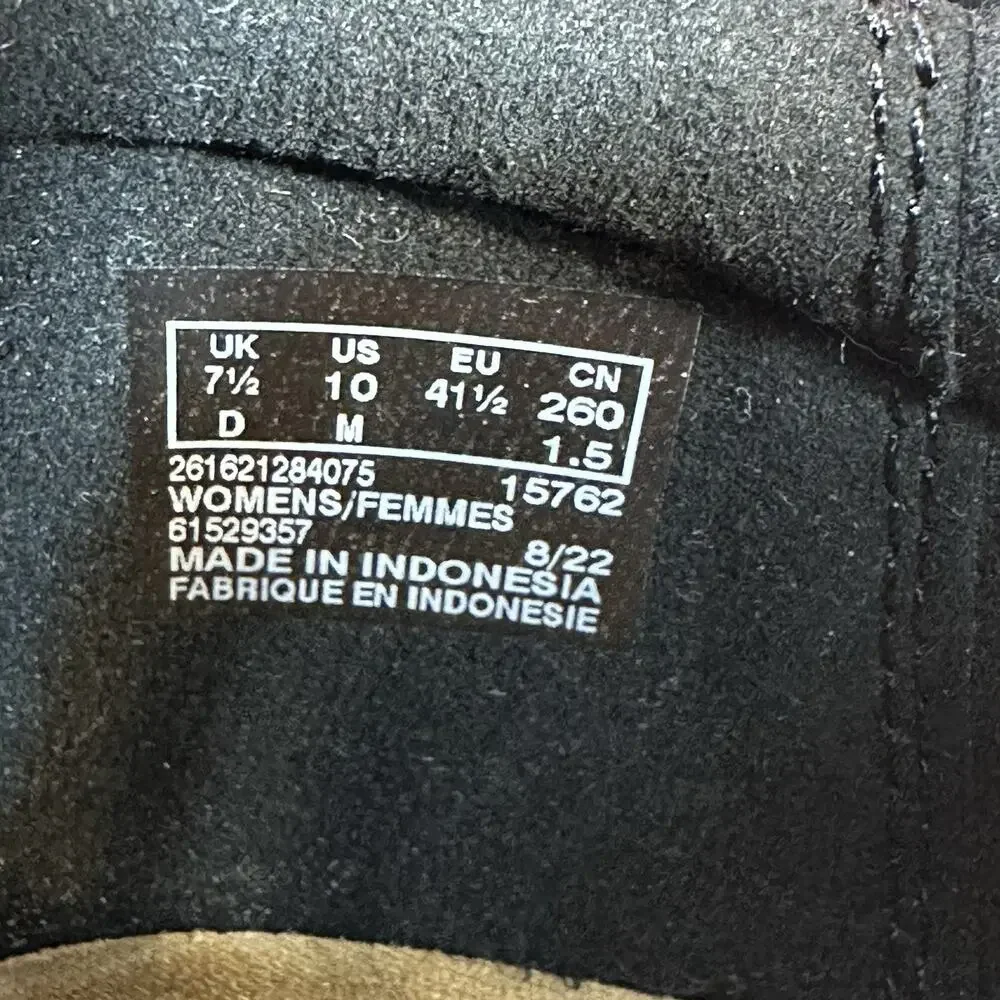 UK US EU CN
7½ 10 41½ 260
D M 1.5
261621284075 15762
WOMENS/FEMMES
61529357 8/22
MADE IN INDONESIA
FABRIQUE EN INDONESIE